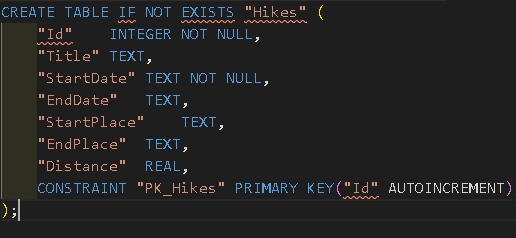 CREATE TABLE IF NOT EXISTS "Hikes" (
    "Id"    INTEGER NOT NULL,
    "Title" TEXT,
    "StartDate" TEXT NOT NULL,
    "EndDate"   TEXT,
    "StartPlace"    TEXT,
    "EndPlace"  TEXT,
    "Distance"  REAL,
    CONSTRAINT "PK_Hikes" PRIMARY KEY("Id" AUTOINCREMENT)
);